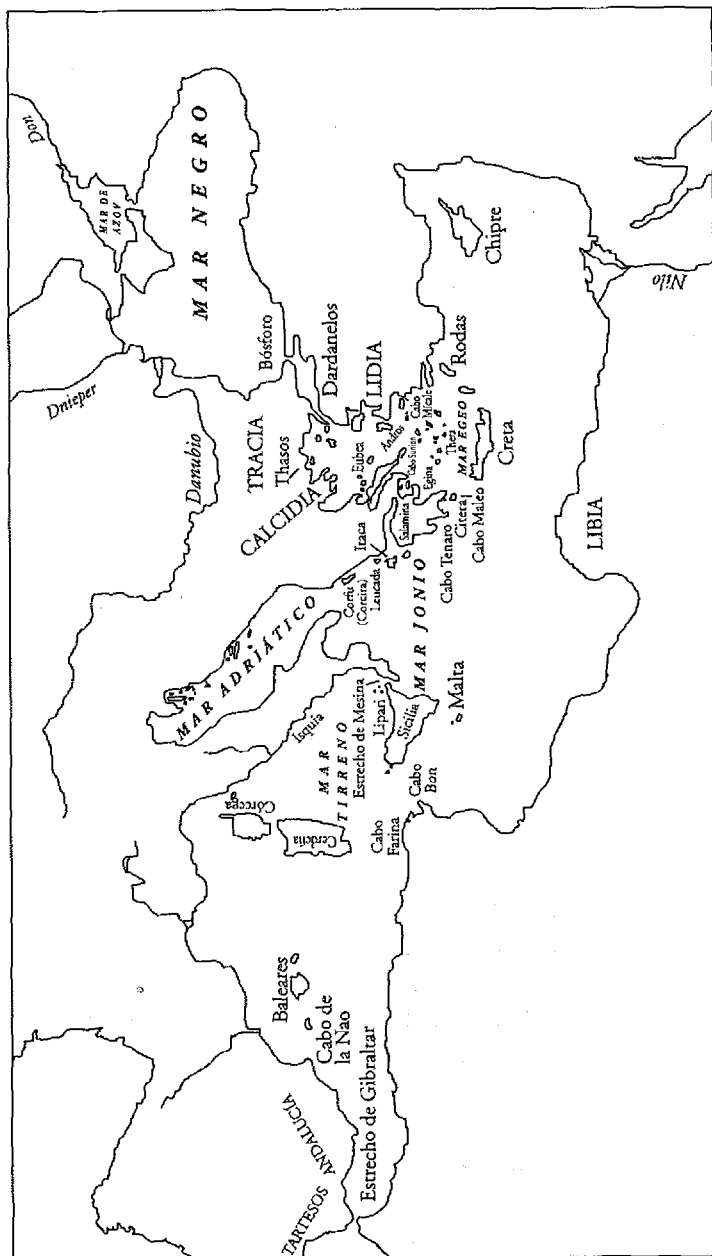 TARTESOS
ANDALUCÍA
Estrecho de Gibraltar
Cabo de
la Nao
Baleares
Córcega
Cerdeña
MAR
TIRRENO
Isquia
Estrecho de Mesina
Lípari
Sicilia
Cabo
Farina
Cabo
Bon
Malta
MAR ADRIÁTICO
MAR JONIO
Corfú
(Corcira)
Leucada
Itaca
CALCIDIA
TRACIA
Thasos
Eubea
Andros
Salamina
Cabo Sunion
Egina
Cabo
Mícale
Thera
MAR EGEO
Cabo Tenaro
Citera
Cabo Maleo
Creta
Rodas
Chipre
LIDIA
Dardanelos
Bósforo
Danubio
Dnieper
Don
MAR DE
AZOV
MAR NEGRO
LIBIA
Nilo